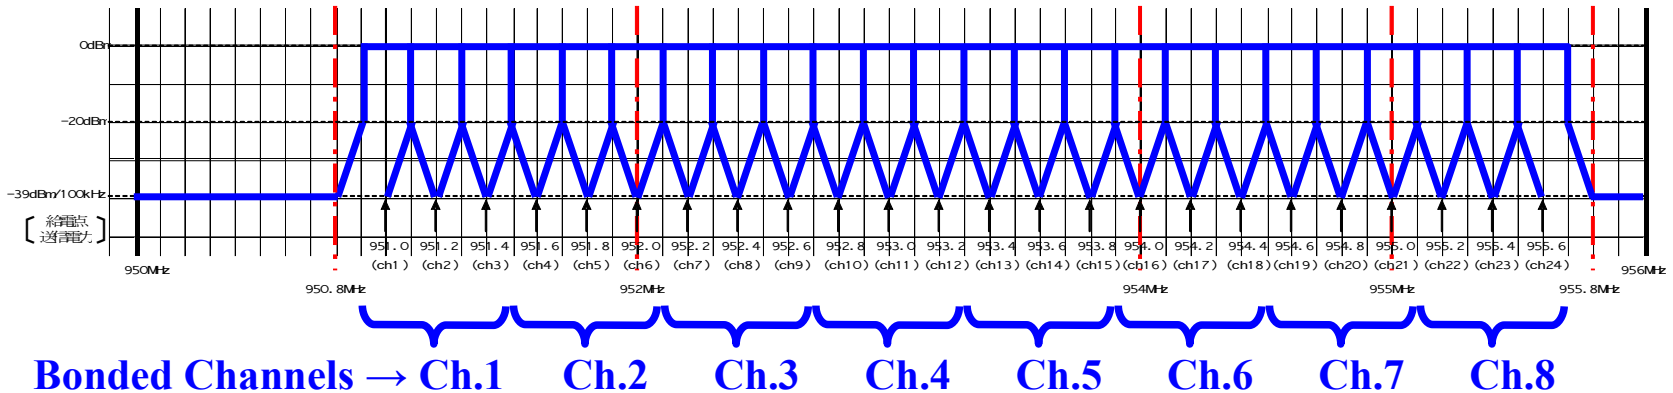 0dBm
-20dBm
-39dBm/100kHz
給電点
送信電力
951.0 951.2 951.4 951.6 951.8 952.0 952.2 952.4 952.6 952.8 953.0 953.2 953.4 953.6 953.8 954.0 954.2 954.4 954.6 954.8 955.0 955.2 955.4 955.6
(ch1) (ch2) (ch3) (ch4) (ch5) (ch6) (ch7) (ch8) (ch9) (ch10) (ch11) (ch12) (ch13) (ch14) (ch15) (ch16) (ch17) (ch18) (ch19) (ch20) (ch21) (ch22) (ch23) (ch24)
950MHz 956MHz
950.8MHz 952MHz 954MHz 955MHz 955.8MHz
Bonded Channels → Ch.1 Ch.2 Ch.3 Ch.4 Ch.5 Ch.6 Ch.7 Ch.8